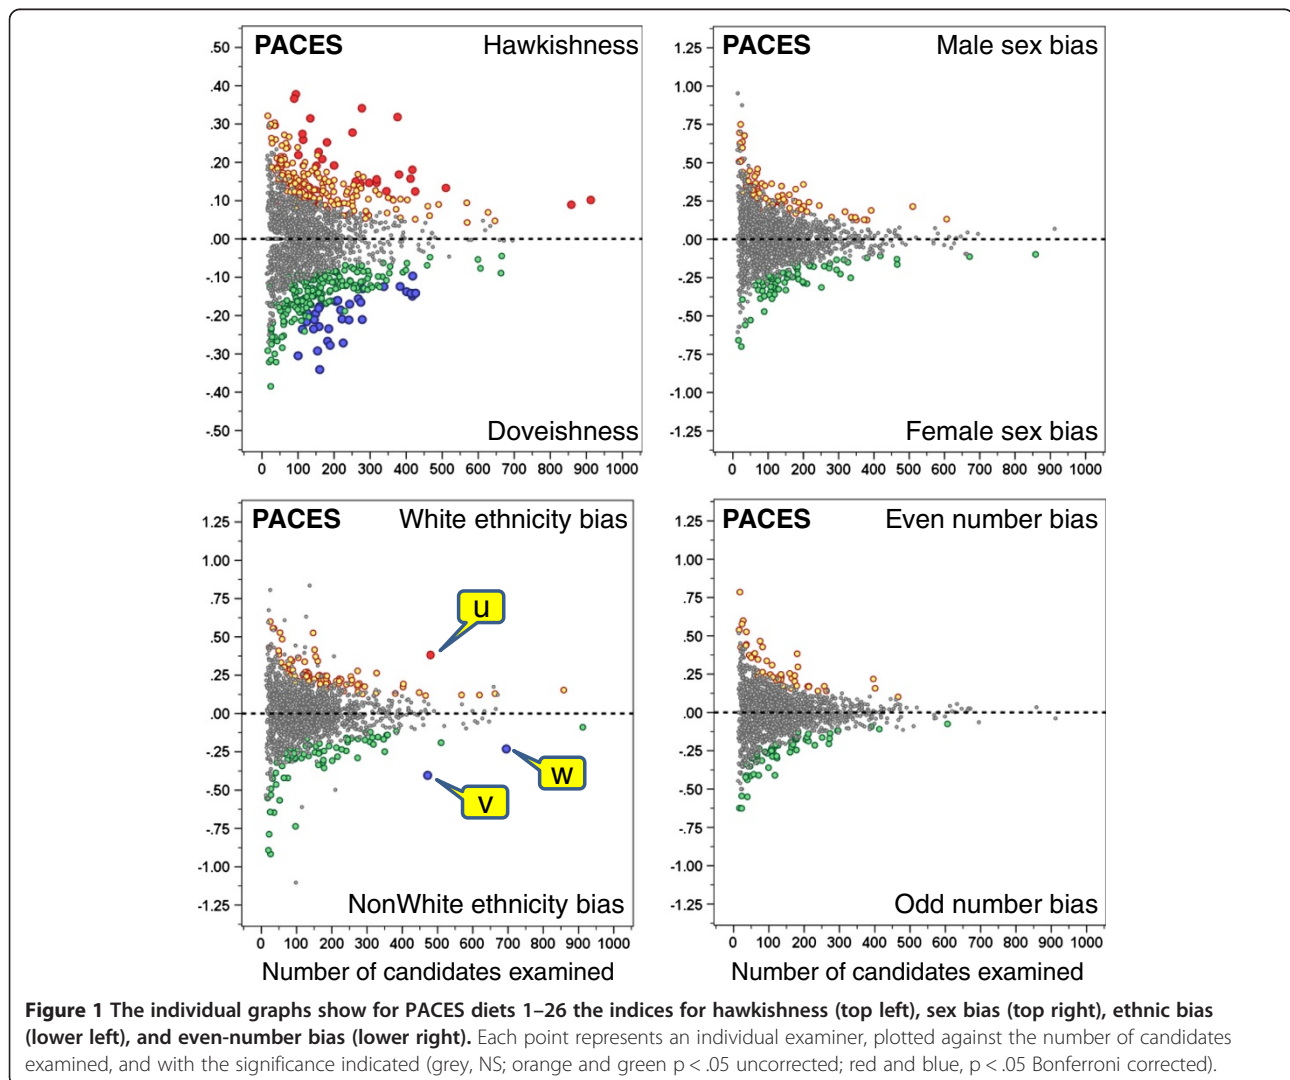 PACES Hawkishness
.50
.40
.30
.20
.10
.00
-.10
-.20
-.30
-.40
-.50
Doveishness
0 100 200 300 400 500 600 700 800 900 1000
PACES Male sex bias
1.25
1.00
.75
.50
.25
.00
-.25
-.50
-.75
-1.00
-1.25
Female sex bias
0 100 200 300 400 500 600 700 800 900 1000
PACES White ethnicity bias
1.25
1.00
.75
.50
.25
.00
-.25
-.50
-.75
-1.00
-1.25
u
w
v
NonWhite ethnicity bias
0 100 200 300 400 500 600 700 800 900 1000
Number of candidates examined
PACES Even number bias
1.25
1.00
.75
.50
.25
.00
-.25
-.50
-.75
-1.00
-1.25
Odd number bias
0 100 200 300 400 500 600 700 800 900 1000
Number of candidates examined
Figure 1 The individual graphs show for PACES diets 1–26 the indices for hawkishness (top left), sex bias (top right), ethnic bias
(lower left), and even-number bias (lower right). Each point represents an individual examiner, plotted against the number of candidates
examined, and with the significance indicated (grey, NS; orange and green p < .05 uncorrected; red and blue, p < .05 Bonferroni corrected).